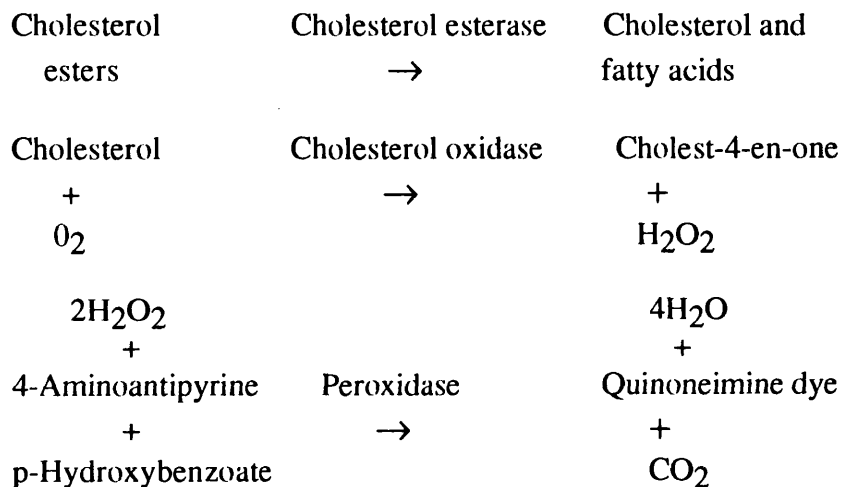 Cholesterol Cholesterol esterase Cholesterol and
esters → fatty acids
Cholesterol Cholesterol oxidase Cholest-4-en-one
+ → +
0₂ H₂O₂
2H₂O₂ 4H₂O
+ +
4-Aminoantipyrine Peroxidase Quinoneimine dye
+ → +
p-Hydroxybenzoate CO₂